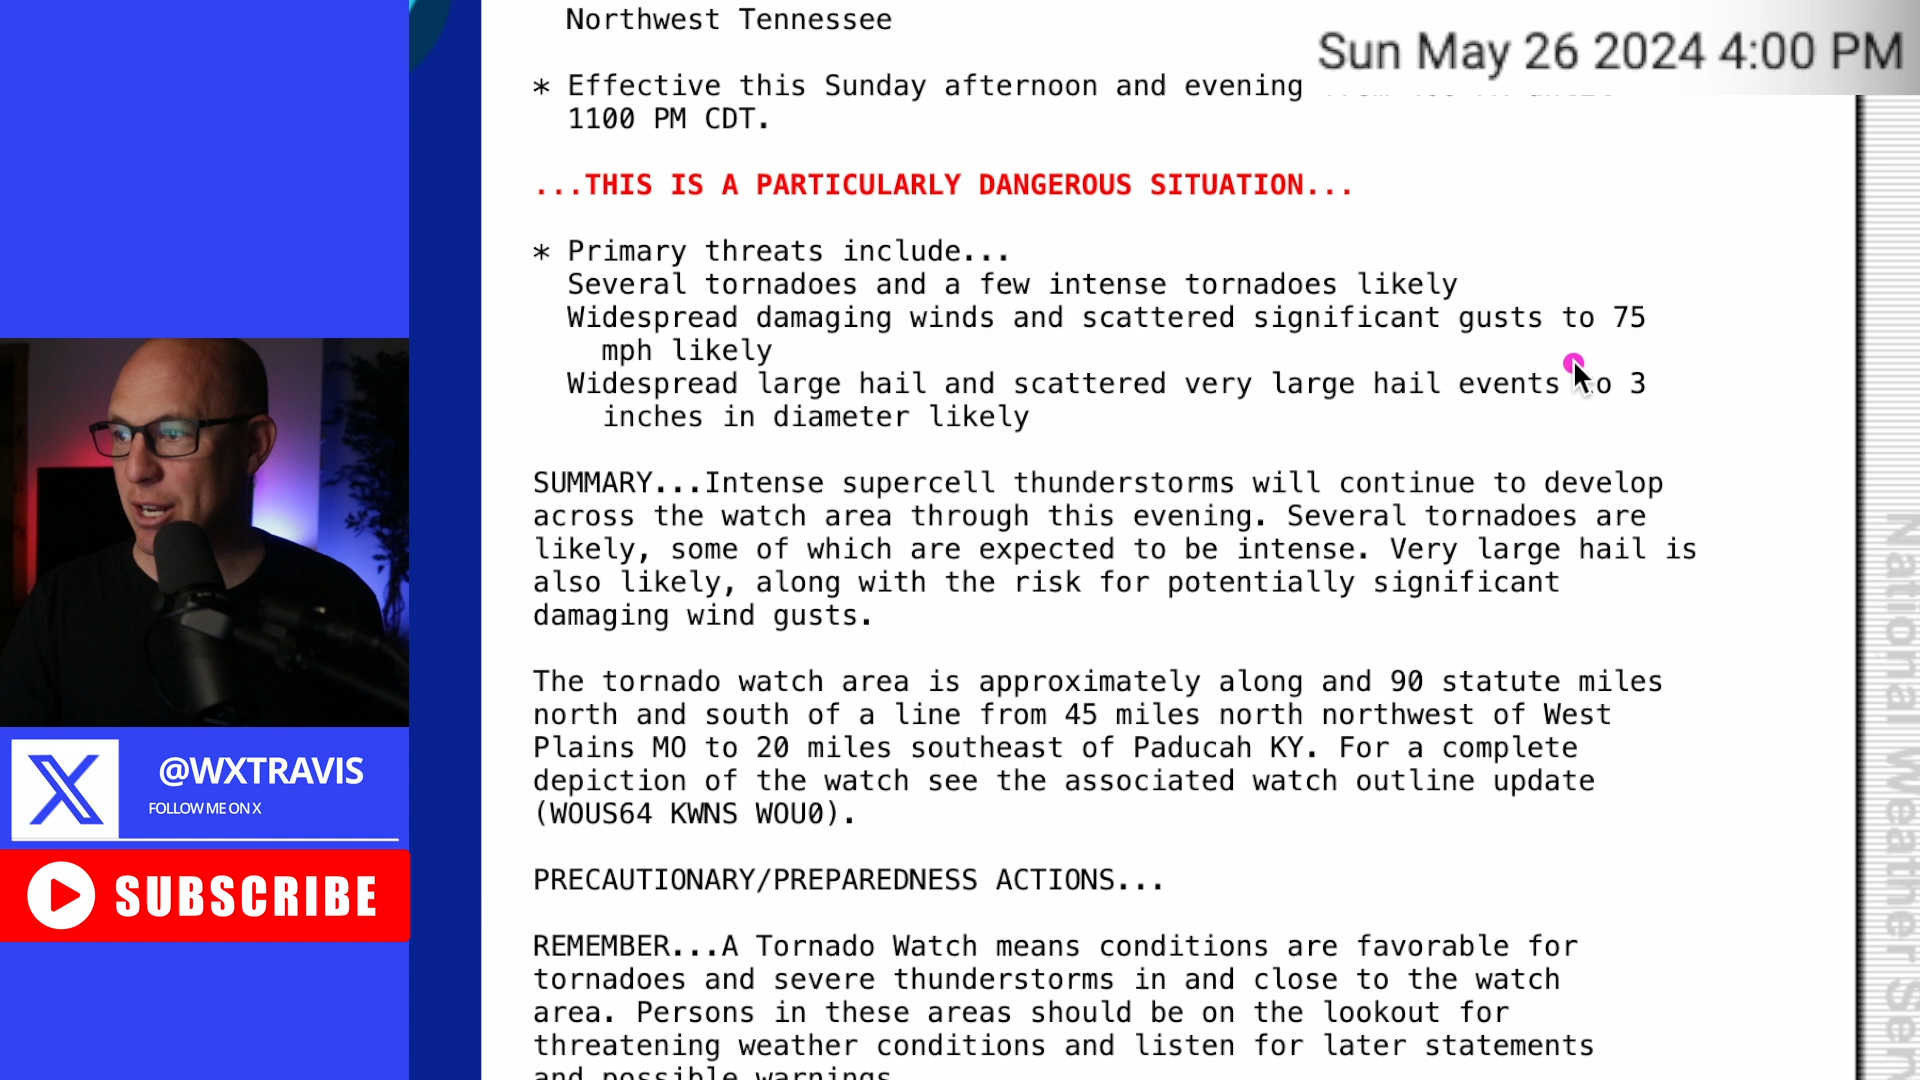 Northwest Tennessee
Sun May 26 2024 4:00 PM
* Effective this Sunday afternoon and evening
1100 PM CDT.
...THIS IS A PARTICULARLY DANGEROUS SITUATION...
* Primary threats include...
Several tornadoes and a few intense tornadoes likely
Widespread damaging winds and scattered significant gusts to 75
mph likely
Widespread large hail and scattered very large hail events to 3
inches in diameter likely
SUMMARY...Intense supercell thunderstorms will continue to develop
across the watch area through this evening. Several tornadoes are
likely, some of which are expected to be intense. Very large hail is
also likely, along with the risk for potentially significant
damaging wind gusts.
The tornado watch area is approximately along and 90 statute miles
north and south of a line from 45 miles north northwest of West
Plains MO to 20 miles southeast of Paducah KY. For a complete
depiction of the watch see the associated watch outline update
(WOUS64 KWNS WOU0).
PRECAUTIONARY/PREPAREDNESS ACTIONS...
REMEMBER...A Tornado Watch means conditions are favorable for
tornadoes and severe thunderstorms in and close to the watch
area. Persons in these areas should be on the lookout for
threatening weather conditions and listen for later statements
and possible warnings.
@WXTRAVIS
FOLLOW ME ON X
SUBSCRIBE
National Weather Ser